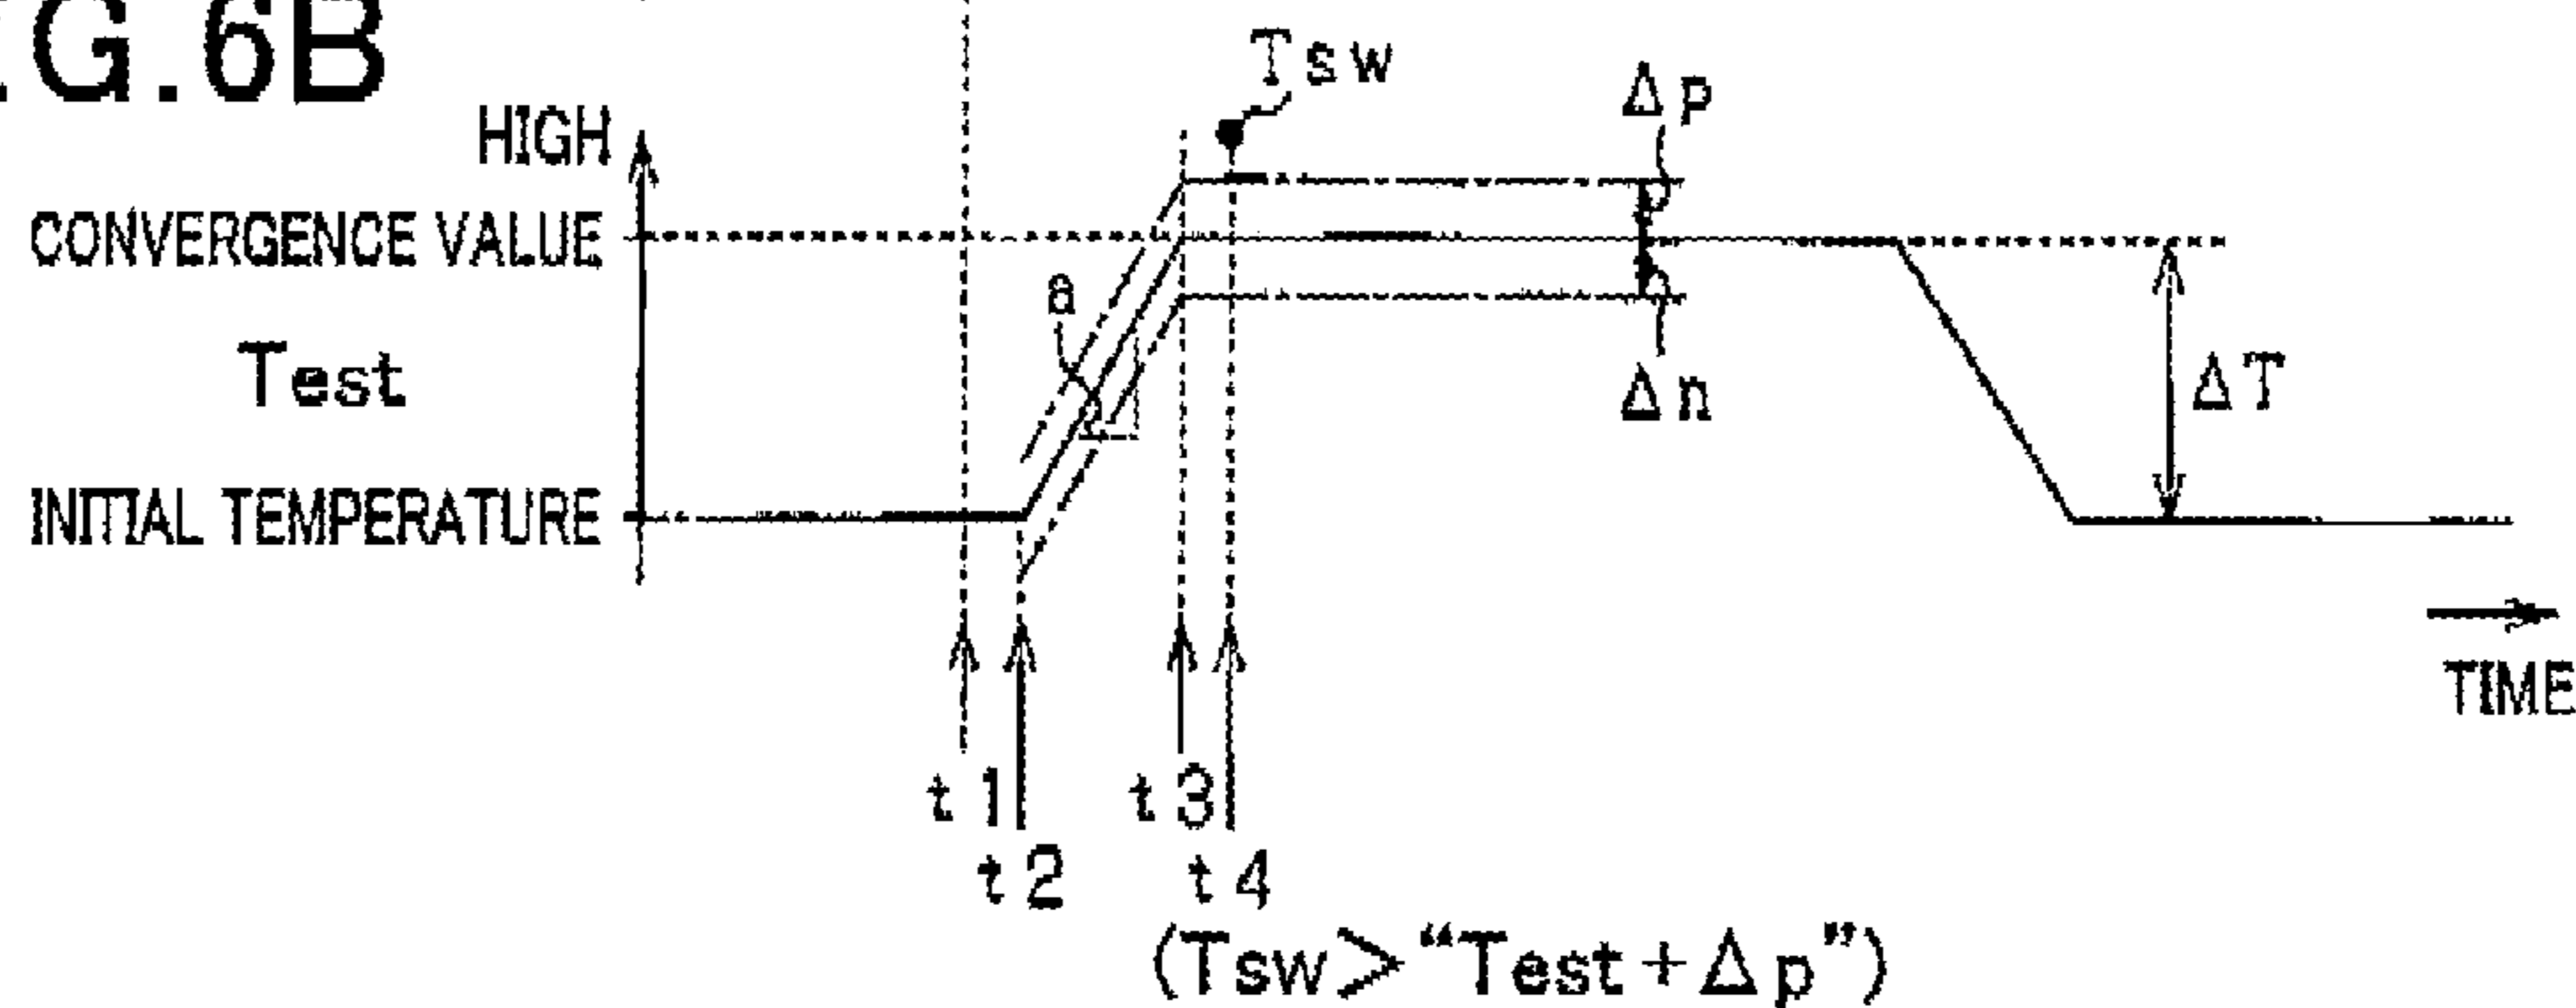 G.6B
Tsw
Δp
HIGH
CONVERGENCE VALUE
a
Test
Δn
ΔT
INITIAL TEMPERATURE
TIME
t1
t3
t2
t4
(Tsw>“Test+Δp”)